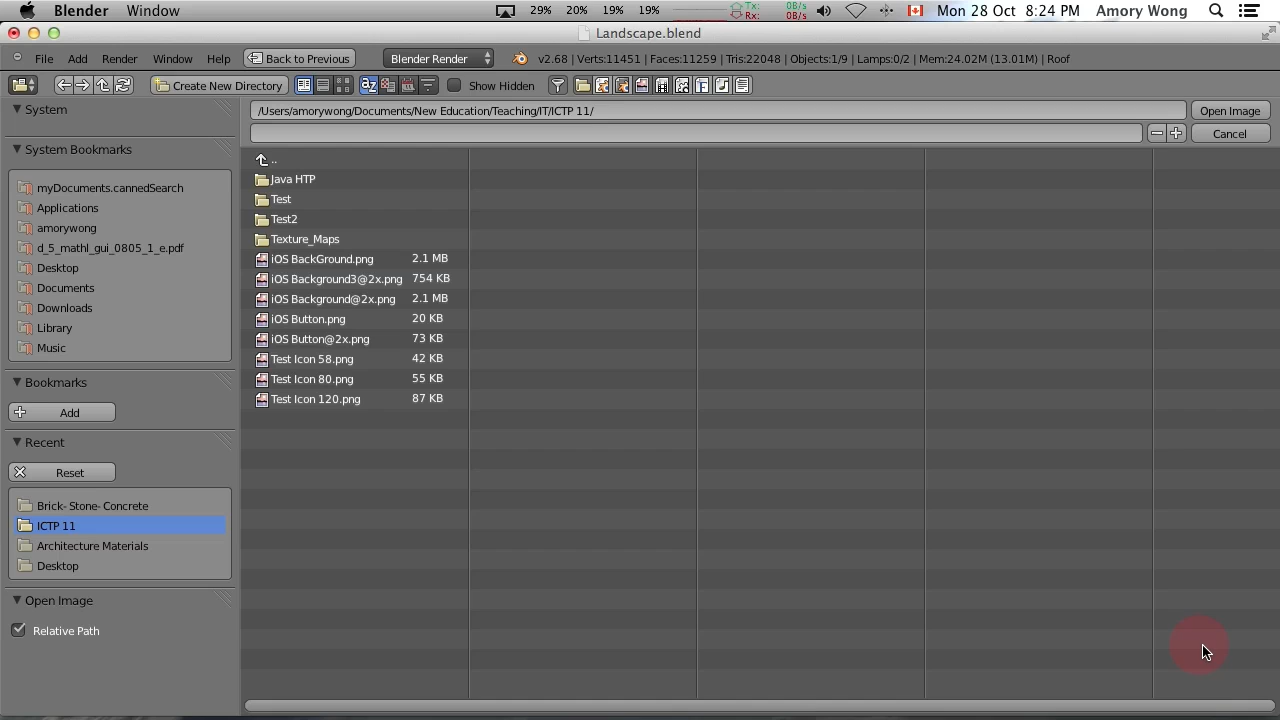 Blender Window 29% 20% 19% 19% Tx: 0B/s Rx: 0B/s Mon 28 Oct 8:24 PM Amory Wong
Landscape.blend
File Add Render Window Help Back to Previous Blender Render v2.68 | Verts:11451 | Faces:11259 | Tris:22048 | Objects:1/9 | Lamps:0/2 | Mem:24.02M (13.01M) | Roof
Create New Directory Show Hidden
System
/Users/amorywong/Documents/New Education/Teaching/IT/ICTP 11/ Open Image
Cancel
System Bookmarks
myDocuments.cannedSearch
Applications
amorywong
d_5_mathl_gui_0805_1_e.pdf
Desktop
Documents
Downloads
Library
Music
Bookmarks
Add
Recent
Reset
Brick- Stone- Concrete
ICTP 11
Architecture Materials
Desktop
Open Image
Relative Path
..
Java HTP
Test
Test2
Texture_Maps
iOS BackGround.png 2.1 MB
iOS Background3@2x.png 754 KB
iOS Background@2x.png 2.1 MB
iOS Button.png 20 KB
iOS Button@2x.png 73 KB
Test Icon 58.png 42 KB
Test Icon 80.png 55 KB
Test Icon 120.png 87 KB